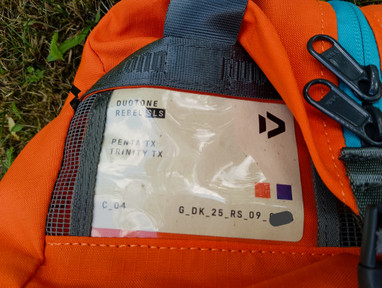 DUOTONE
REBEL SLS
PENTA TX
TRINITY TX
C_04
G_DK_25_RS_09_